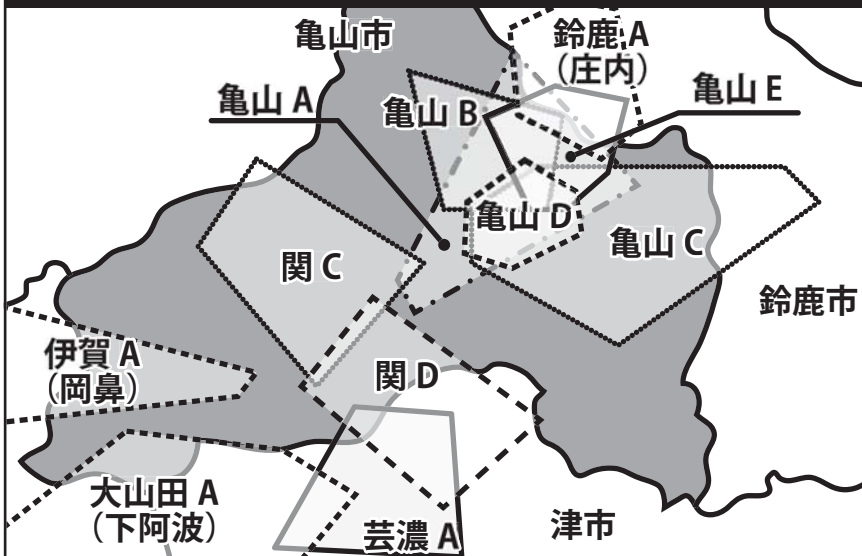 亀山市
鈴鹿 A
（庄内）
亀山 A
亀山 B
亀山 E
亀山 D
亀山 C
関 C
鈴鹿市
伊賀 A
（岡鼻）
関 D
大山田 A
（下阿波）
芸濃 A
津市